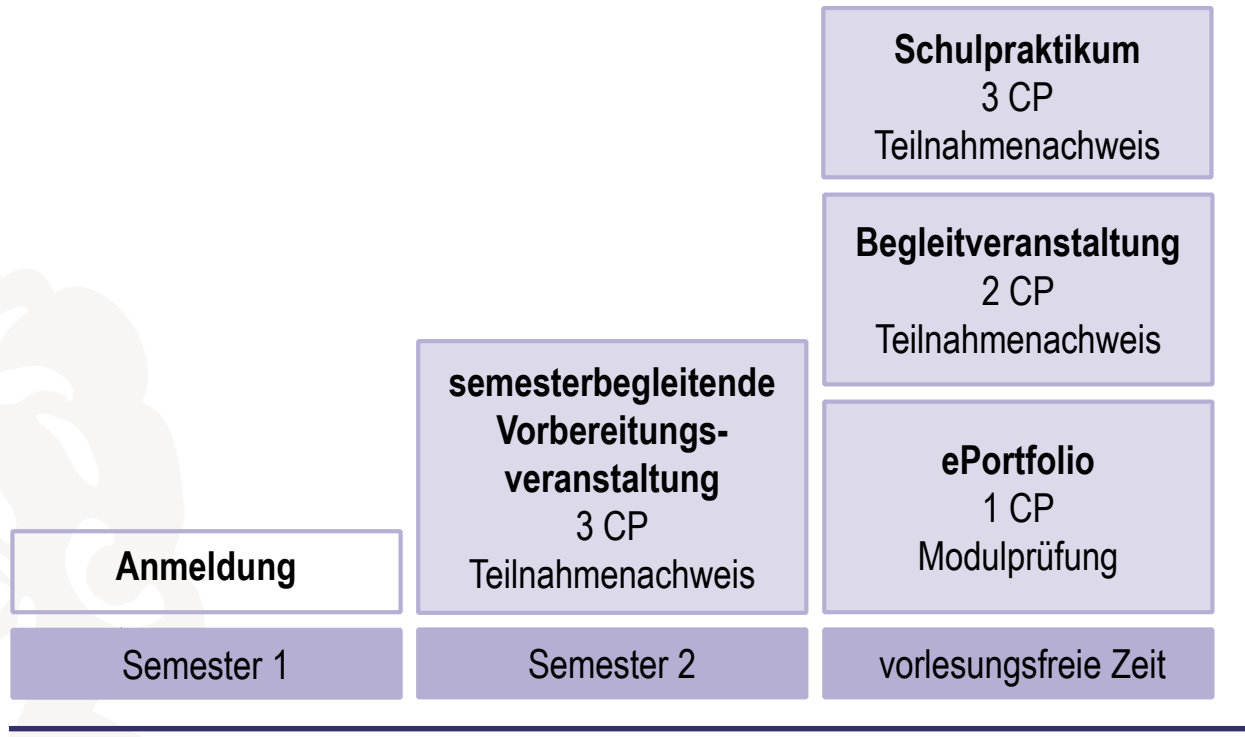 Schulpraktikum
3 CP
Teilnahmenachweis
Begleitveranstaltung
2 CP
Teilnahmenachweis
semesterbegleitende
Vorbereitungs-
veranstaltung
3 CP
Teilnahmenachweis
ePortfolio
1 CP
Modulprüfung
Anmeldung
Semester 1
Semester 2
vorlesungsfreie Zeit